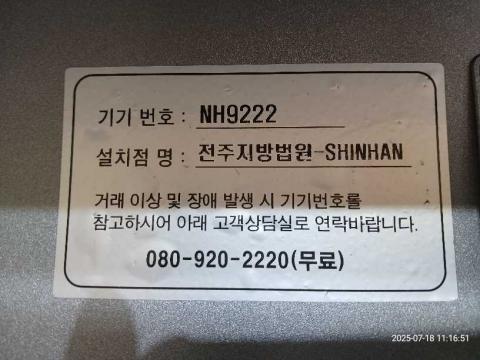 기기 번호 : NH9222
설치점 명 : 전주지방법원-SHINHAN
거래 이상 및 장애 발생 시 기기번호를
참고하시어 아래 고객상담실로 연락바랍니다.
080-920-2220(무료)
2025-07-18 11:16:51